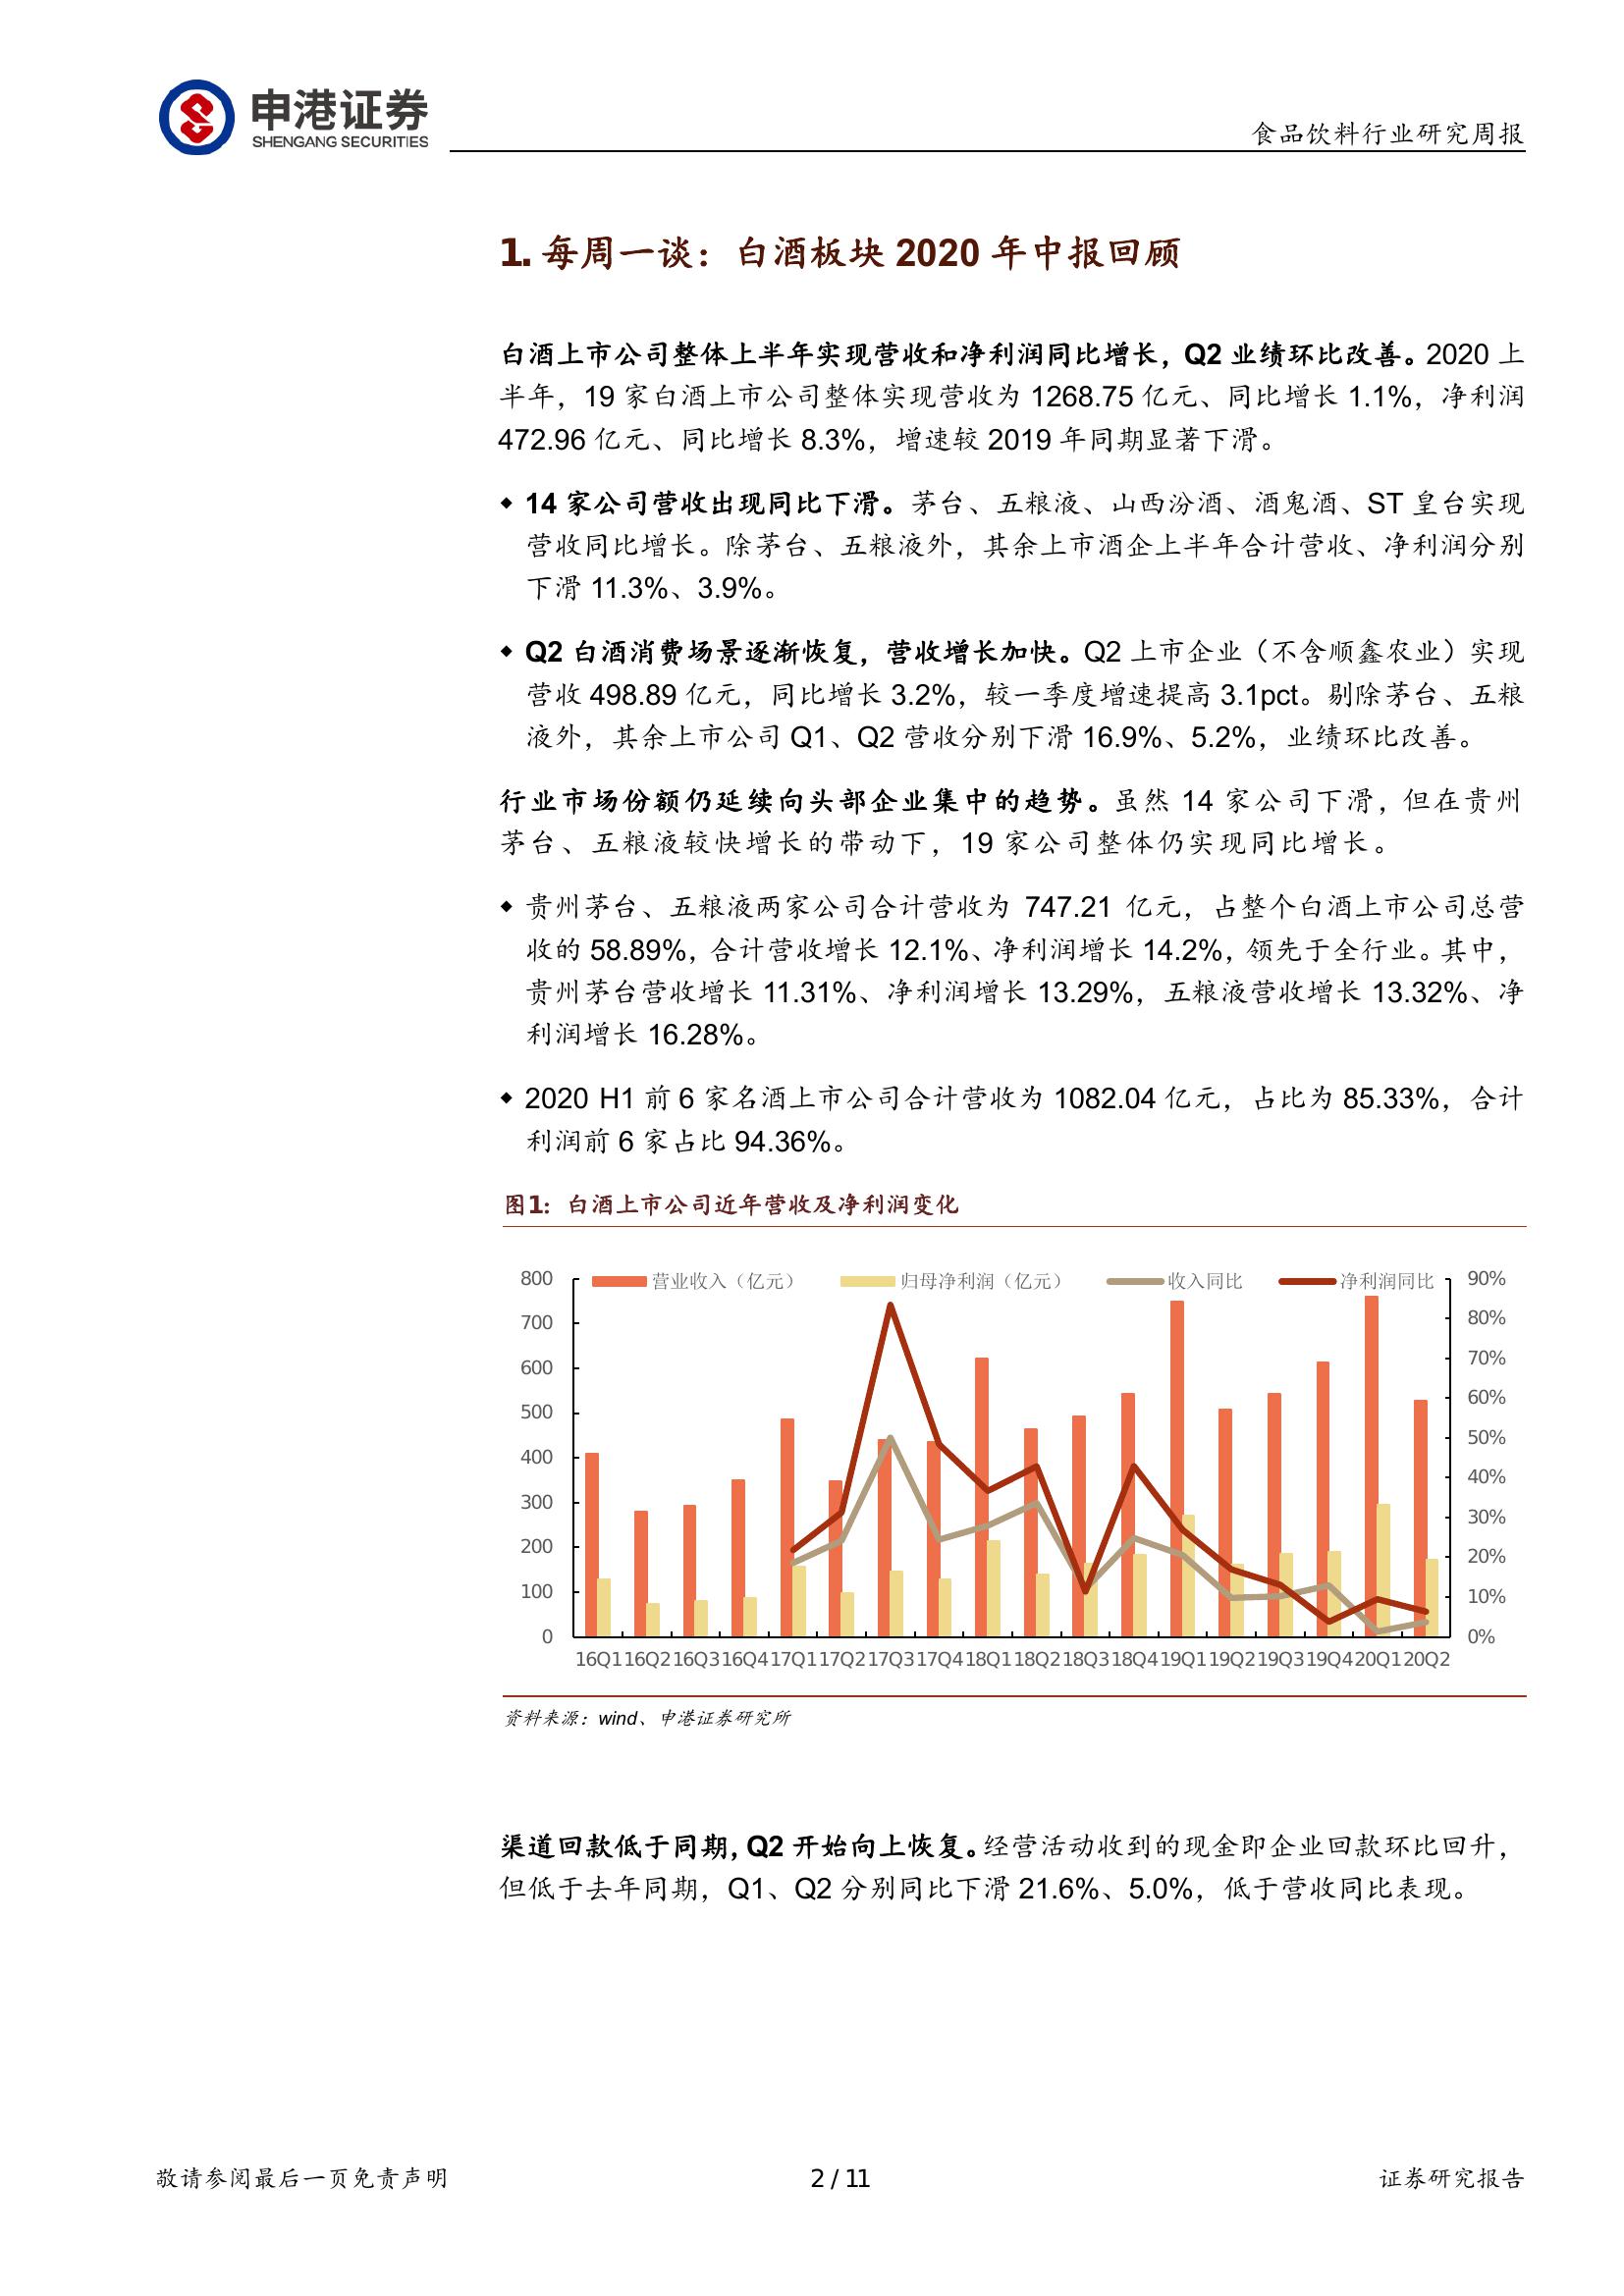 申港证券
SHENGANG SECURITIES
食品饮料行业研究周报
1. 每周一谈：白酒板块 2020 年中报回顾
白酒上市公司整体上半年实现营收和净利润同比增长，Q2 业绩环比改善。2020 上
半年，19 家白酒上市公司整体实现营收为 1268.75 亿元、同比增长 1.1%，净利润
472.96 亿元、同比增长 8.3%，增速较 2019 年同期显著下滑。
◆ 14 家公司营收出现同比下滑。茅台、五粮液、山西汾酒、酒鬼酒、ST 皇台实现
营收同比增长。除茅台、五粮液外，其余上市酒企上半年合计营收、净利润分别
下滑 11.3%、3.9%。
◆ Q2 白酒消费场景逐渐恢复，营收增长加快。Q2 上市企业（不含顺鑫农业）实现
营收 498.89 亿元，同比增长 3.2%，较一季度增速提高 3.1pct。剔除茅台、五粮
液外，其余上市公司 Q1、Q2 营收分别下滑 16.9%、5.2%，业绩环比改善。
行业市场份额仍延续向头部企业集中的趋势。虽然 14 家公司下滑，但在贵州
茅台、五粮液较快增长的带动下，19 家公司整体仍实现同比增长。
◆ 贵州茅台、五粮液两家公司合计营收为 747.21 亿元，占整个白酒上市公司总营
收的 58.89%，合计营收增长 12.1%、净利润增长 14.2%，领先于全行业。其中，
贵州茅台营收增长 11.31%、净利润增长 13.29%，五粮液营收增长 13.32%、净
利润增长 16.28%。
◆ 2020 H1 前 6 家名酒上市公司合计营收为 1082.04 亿元，占比为 85.33%，合计
利润前 6 家占比 94.36%。
图1：白酒上市公司近年营收及净利润变化
营业收入（亿元） 归母净利润（亿元） 收入同比 净利润同比
800
700
600
500
400
300
200
100
0
90%
80%
70%
60%
50%
40%
30%
20%
10%
0%
16Q1 16Q2 16Q3 16Q4 17Q1 17Q2 17Q3 17Q4 18Q1 18Q2 18Q3 18Q4 19Q1 19Q2 19Q3 19Q4 20Q1 20Q2
资料来源：wind、申港证券研究所
渠道回款低于同期，Q2 开始向上恢复。经营活动收到的现金即企业回款环比回升，
但低于去年同期，Q1、Q2 分别同比下滑 21.6%、5.0%，低于营收同比表现。
敬请参阅最后一页免责声明
2 / 11
证券研究报告